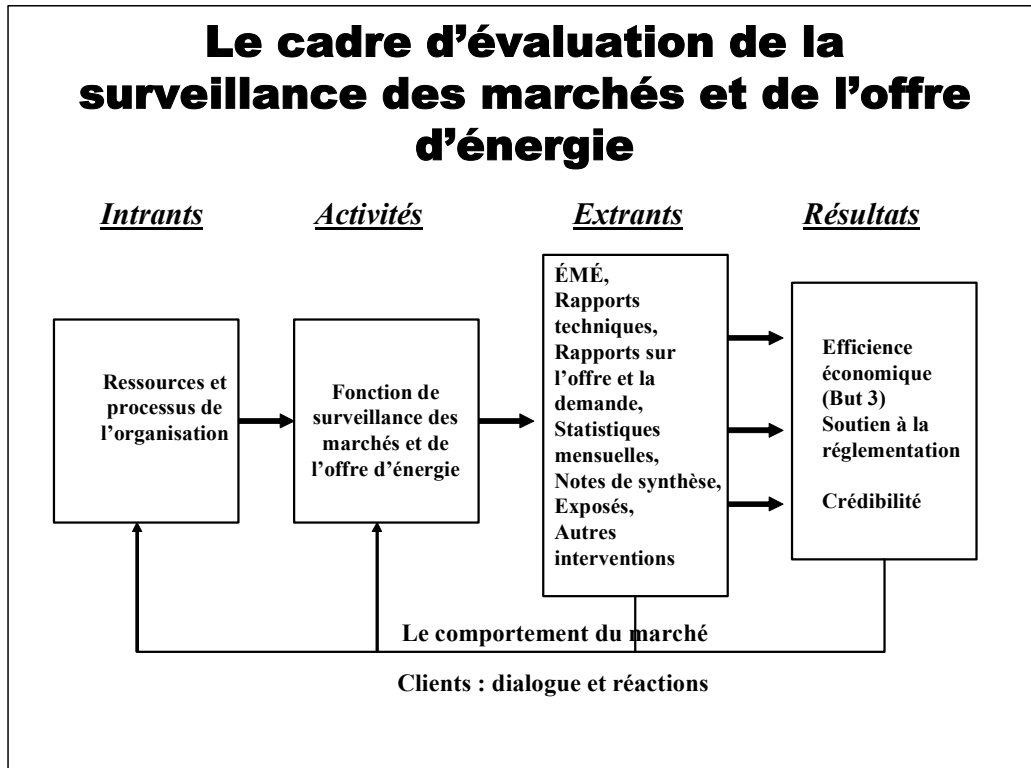 Le cadre d’évaluation de la
surveillance des marchés et de l’offre
d’énergie
Intrants
Activités
Extrants
Résultats
Ressources et
processus de
l’organisation
Fonction de
surveillance des
marchés et de
l’offre d’énergie
ÉMÉ,
Rapports
techniques,
Rapports sur
l’offre et la
demande,
Statistiques
mensuelles,
Notes de synthèse,
Exposés,
Autres
interventions
Efficience
économique
(But 3)
Soutien à la
réglementation
Crédibilité
Le comportement du marché
Clients : dialogue et réactions